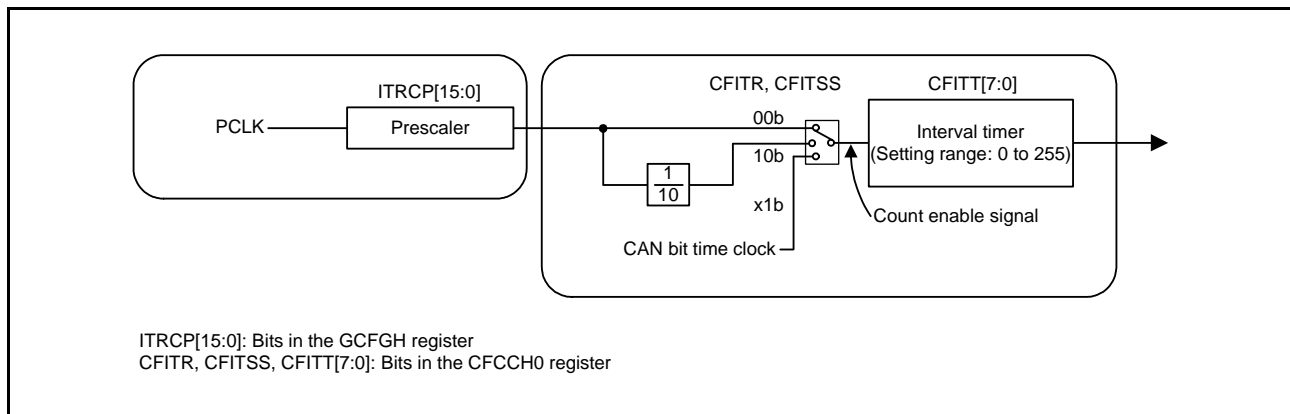 ITRCP[15:0]
PCLK
Prescaler
CFITR, CFITSS
CFITT[7:0]
00b
10b
x1b
1
10
CAN bit time clock
Interval timer
(Setting range: 0 to 255)
Count enable signal
ITRCP[15:0]: Bits in the GCFGH register
CFITR, CFITSS, CFITT[7:0]: Bits in the CFCCH0 register